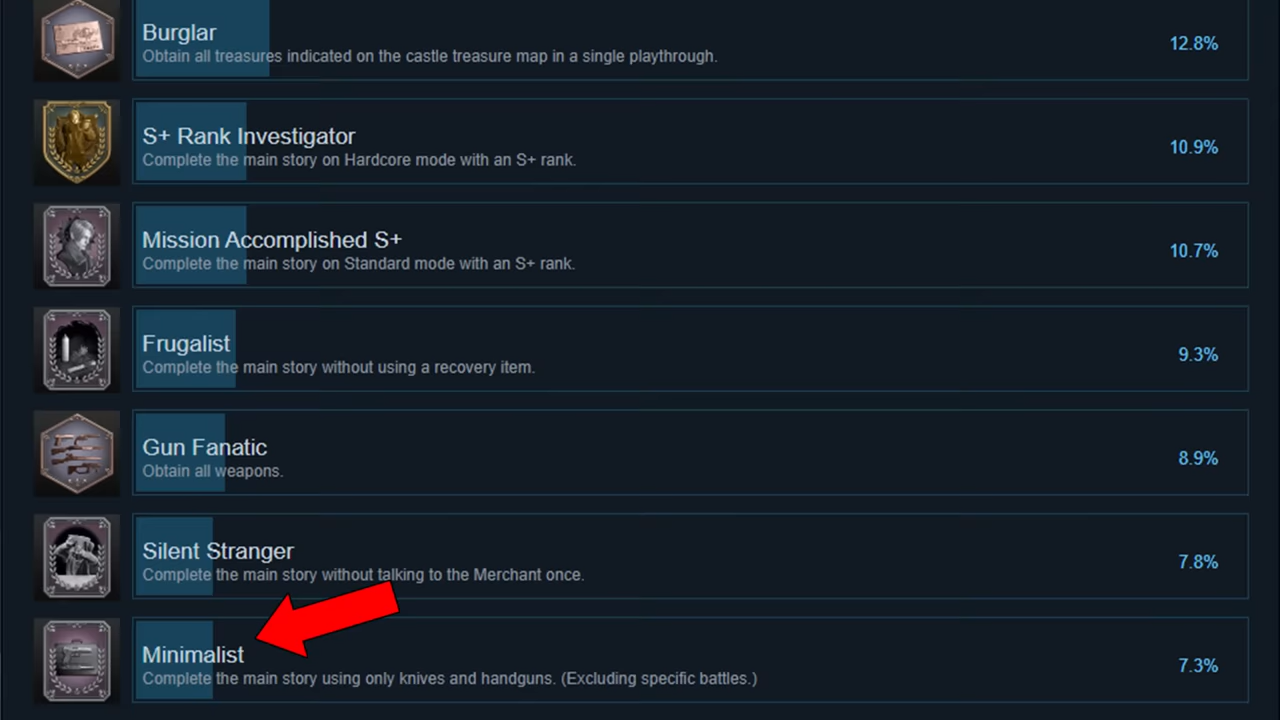 Burglar
Obtain all treasures indicated on the castle treasure map in a single playthrough.
12.8%
S+ Rank Investigator
Complete the main story on Hardcore mode with an S+ rank.
10.9%
Mission Accomplished S+
Complete the main story on Standard mode with an S+ rank.
10.7%
Frugalist
Complete the main story without using a recovery item.
9.3%
Gun Fanatic
Obtain all weapons.
8.9%
Silent Stranger
Complete the main story without talking to the Merchant once.
7.8%
Minimalist
Complete the main story using only knives and handguns. (Excluding specific battles.)
7.3%